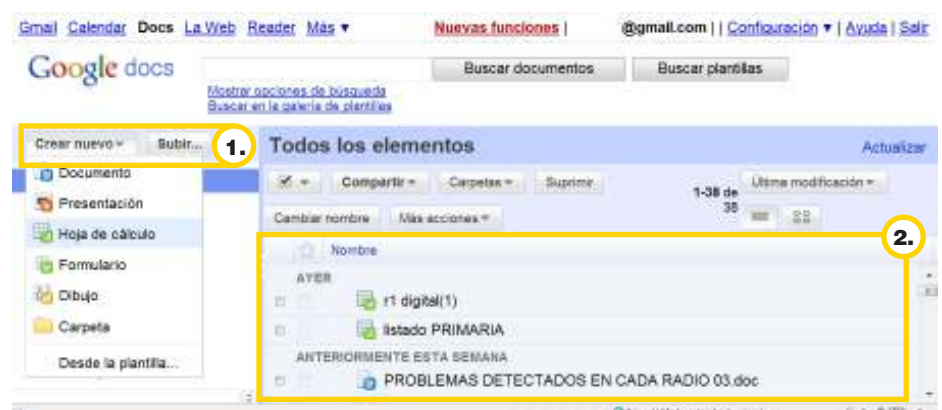 Gmail Calendar Docs La Web Reader Más ▼ Nuevas funciones | @gmail.com | | Configuración ▼ | Ayuda | Salir
Google docs
Buscar documentos Buscar plantillas
Mostrar opciones de búsqueda
Buscar en la galería de plantillas
Crear nuevo Subir... 1.
Documento
Presentación
Hoja de cálculo
Formulario
Dibujo
Carpeta
Desde la plantilla...
Todos los elementos Actualizar
Compartir Carpetas Suprimir 1-38 de 38 Última modificación
Cambiar nombre Más acciones
2.
Nombre
AYER
r1 digital(1)
listado PRIMARIA
ANTERIORMENTE ESTA SEMANA
PROBLEMAS DETECTADOS EN CADA RADIO 03.doc